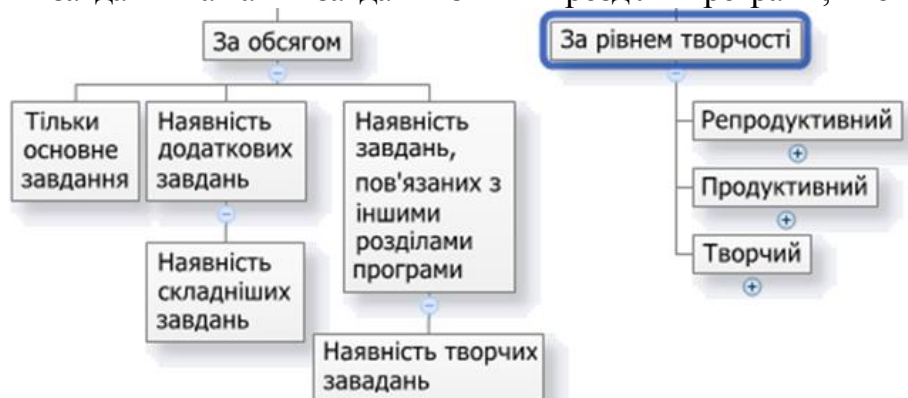 За обсягом
Тільки
основне
завдання
Наявність
додаткових
завдань
Наявність
складніших
завдань
Наявність
завдань,
пов'язаних з
іншими
розділами
програми
Наявність творчих
завадань
За рівнем творчості
Репродуктивний
Продуктивний
Творчий